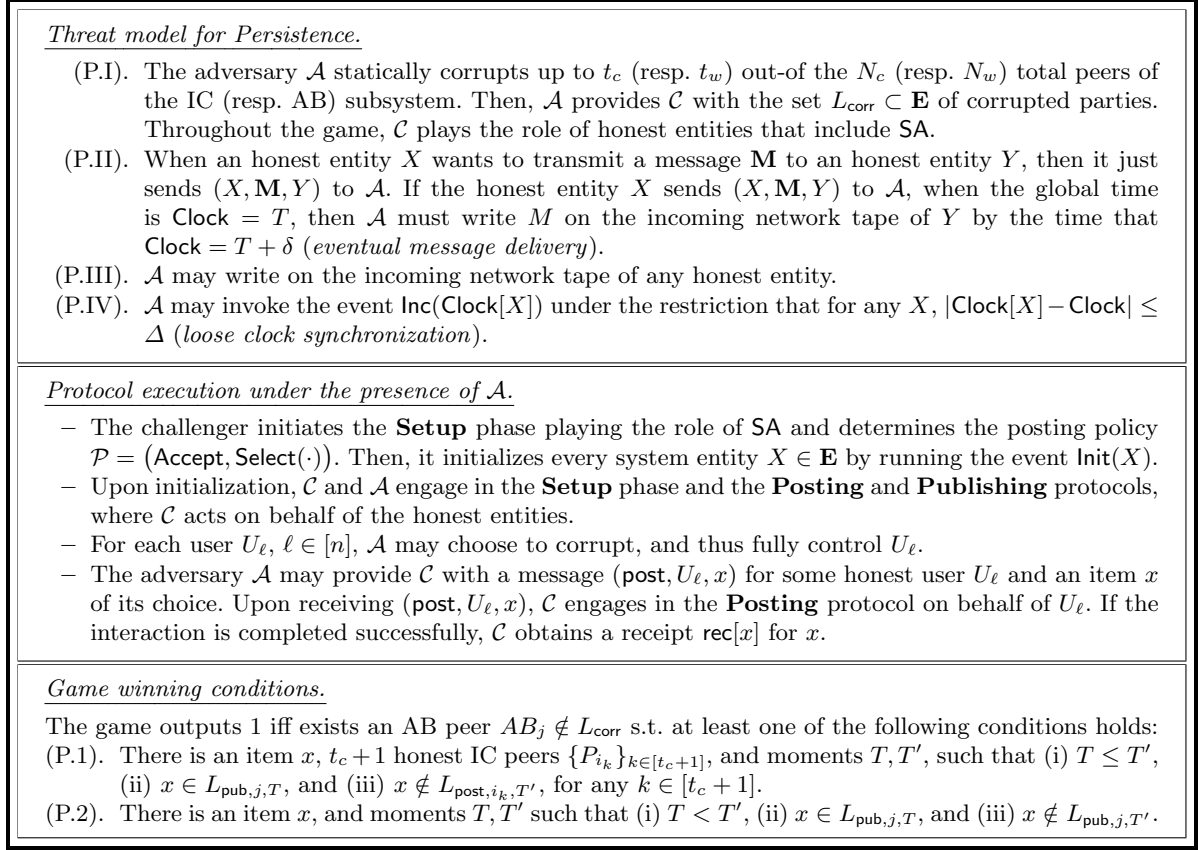 Threat model for Persistence.
(P.I). The adversary 𝒜 statically corrupts up to t_c (resp. t_w) out-of the N_c (resp. N_w) total peers of
the IC (resp. AB) subsystem. Then, 𝒜 provides 𝒞 with the set L_corr ⊂ E of corrupted parties.
Throughout the game, 𝒞 plays the role of honest entities that include SA.
(P.II). When an honest entity X wants to transmit a message M to an honest entity Y, then it just
sends (X, M, Y) to 𝒜. If the honest entity X sends (X, M, Y) to 𝒜, when the global time
is Clock = T, then 𝒜 must write M on the incoming network tape of Y by the time that
Clock = T + δ (eventual message delivery).
(P.III). 𝒜 may write on the incoming network tape of any honest entity.
(P.IV). 𝒜 may invoke the event Inc(Clock[X]) under the restriction that for any X, |Clock[X] − Clock| ≤
Δ (loose clock synchronization).
Protocol execution under the presence of 𝒜.
– The challenger initiates the Setup phase playing the role of SA and determines the posting policy
𝒫 = (Accept, Select(·)). Then, it initializes every system entity X ∈ E by running the event Init(X).
– Upon initialization, 𝒞 and 𝒜 engage in the Setup phase and the Posting and Publishing protocols,
where 𝒞 acts on behalf of the honest entities.
– For each user U_ℓ, ℓ ∈ [n], 𝒜 may choose to corrupt, and thus fully control U_ℓ.
– The adversary 𝒜 may provide 𝒞 with a message (post, U_ℓ, x) for some honest user U_ℓ and an item x
of its choice. Upon receiving (post, U_ℓ, x), 𝒞 engages in the Posting protocol on behalf of U_ℓ. If the
interaction is completed successfully, 𝒞 obtains a receipt rec[x] for x.
Game winning conditions.
The game outputs 1 iff exists an AB peer AB_j ∉ L_corr s.t. at least one of the following conditions holds:
(P.1). There is an item x, t_c + 1 honest IC peers {P_{i_k}}_{k∈[t_c+1]}, and moments T, T′, such that (i) T ≤ T′,
(ii) x ∈ L_{pub,j,T}, and (iii) x ∉ L_{post,i_k,T′}, for any k ∈ [t_c + 1].
(P.2). There is an item x, and moments T, T′ such that (i) T < T′, (ii) x ∈ L_{pub,j,T}, and (iii) x ∉ L_{pub,j,T′}.